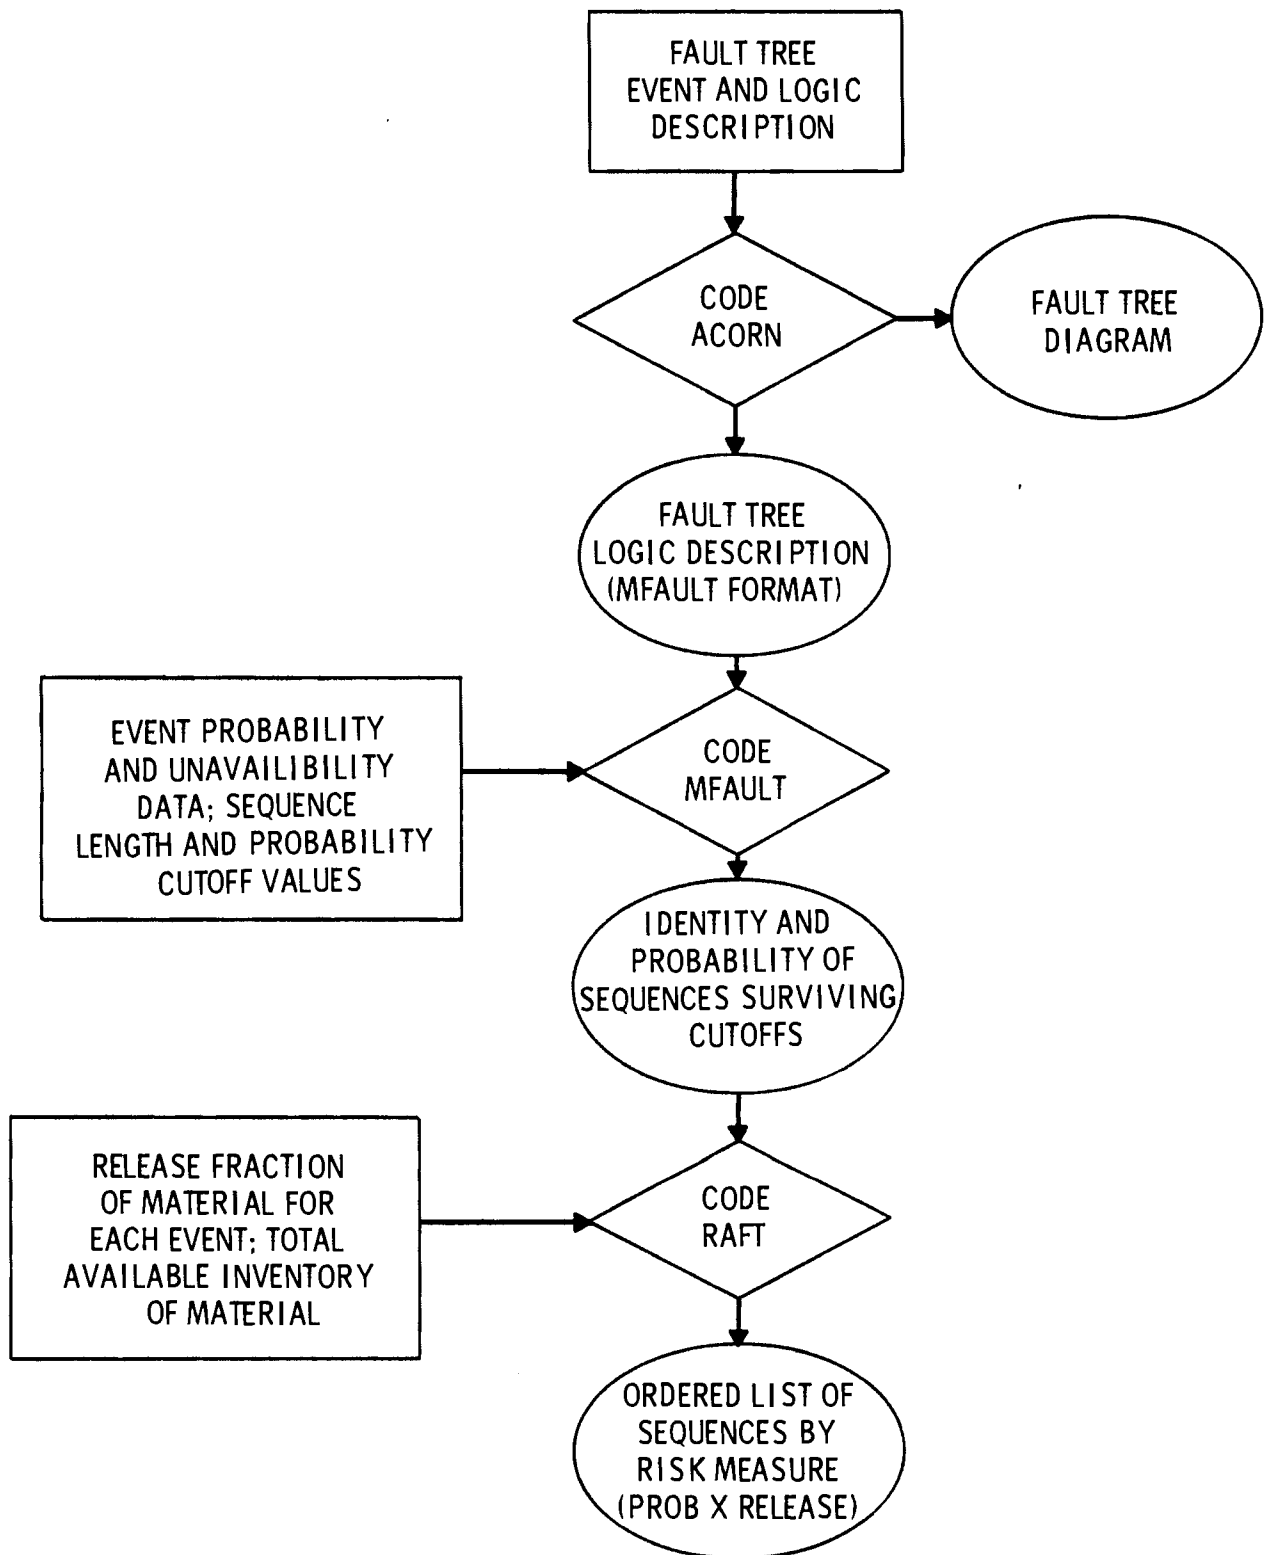 FAULT TREE
EVENT AND LOGIC
DESCRIPTION
CODE
ACORN
FAULT TREE
DIAGRAM
FAULT TREE
LOGIC DESCRIPTION
(MFAULT FORMAT)
EVENT PROBABILITY
AND UNAVAILIBILITY
DATA; SEQUENCE
LENGTH AND PROBABILITY
CUTOFF VALUES
CODE
MFAULT
IDENTITY AND
PROBABILITY OF
SEQUENCES SURVIVING
CUTOFFS
RELEASE FRACTION
OF MATERIAL FOR
EACH EVENT; TOTAL
AVAILABLE INVENTORY
OF MATERIAL
CODE
RAFT
ORDERED LIST OF
SEQUENCES BY
RISK MEASURE
(PROB X RELEASE)